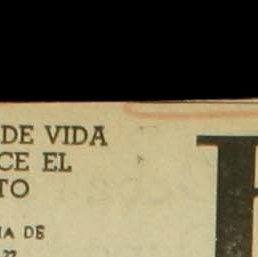 DE VIDA
CE EL
TO
IA DE